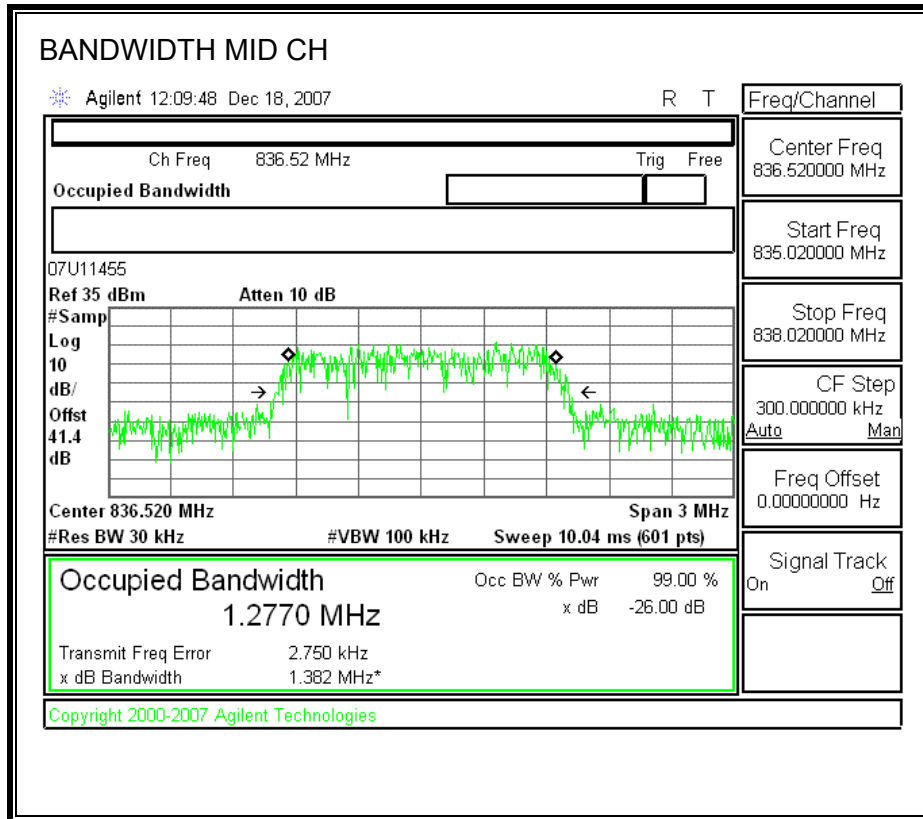 BANDWIDTH MID CH
Agilent 12:09:48 Dec 18, 2007 R T
Freq/Channel
Ch Freq 836.52 MHz Trig Free
Occupied Bandwidth
Center Freq
836.520000 MHz
Start Freq
835.020000 MHz
Stop Freq
838.020000 MHz
CF Step
300.000000 kHz
Auto Man
Freq Offset
0.00000000 Hz
Signal Track
On Off
07U11455
Ref 35 dBm Atten 10 dB
#Samp
Log
10
dB/
Offst
41.4
dB
Center 836.520 MHz Span 3 MHz
#Res BW 30 kHz #VBW 100 kHz Sweep 10.04 ms (601 pts)
Occupied Bandwidth Occ BW % Pwr 99.00 %
1.2770 MHz x dB -26.00 dB
Transmit Freq Error 2.750 kHz
x dB Bandwidth 1.382 MHz*
Copyright 2000-2007 Agilent Technologies